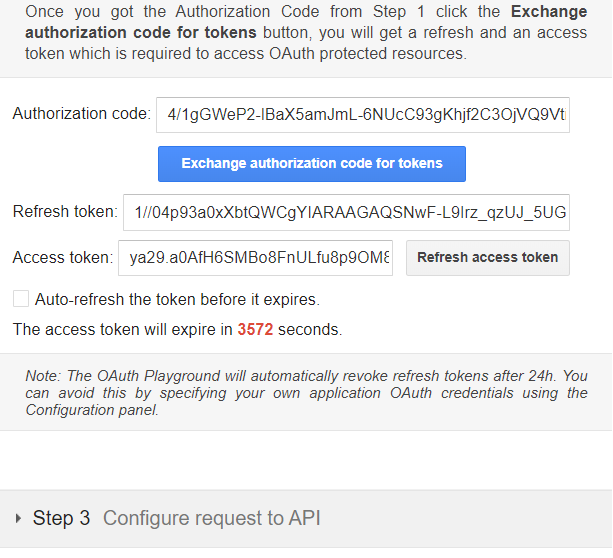 Once you got the Authorization Code from Step 1 click the Exchange
authorization code for tokens button, you will get a refresh and an access
token which is required to access OAuth protected resources.
Authorization code: 4/1gGWeP2-IBaX5amJmL-6NUcC93gKhjf2C3OjVQ9Vt
Exchange authorization code for tokens
Refresh token: 1//04p93a0xXbtQWCgYIARAAGAQSNwF-L9Irz_qzUJ_5UG
Access token: ya29.a0AfH6SMBo8FnULfu8p9OM8 Refresh access token
Auto-refresh the token before it expires.
The access token will expire in 3572 seconds.
Note: The OAuth Playground will automatically revoke refresh tokens after 24h. You
can avoid this by specifying your own application OAuth credentials using the
Configuration panel.
Step 3 Configure request to API